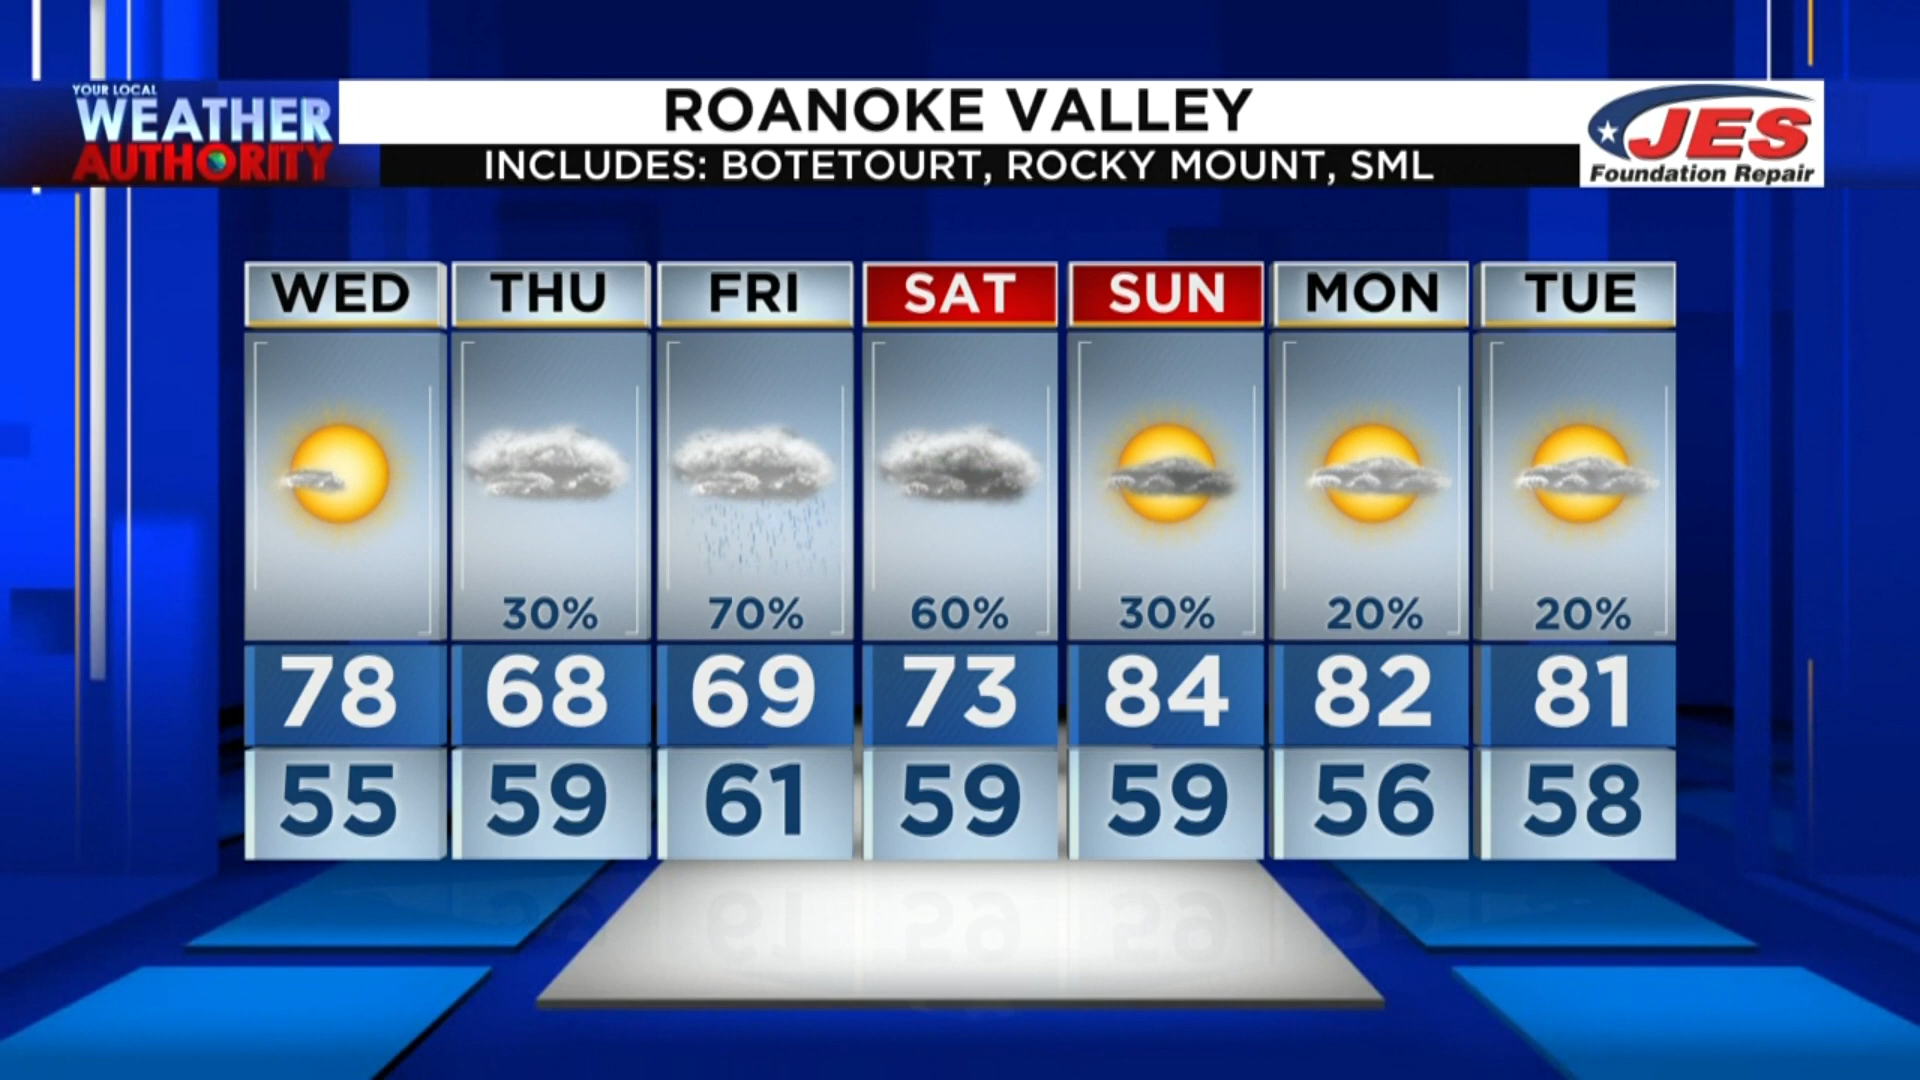 YOUR LOCAL
WEATHER
AUTHORITY
ROANOKE VALLEY
INCLUDES: BOTETOURT, ROCKY MOUNT, SML
JES
Foundation Repair
WED THU FRI SAT SUN MON TUE
30% 70% 60% 30% 20% 20%
78 68 69 73 84 82 81
55 59 61 59 59 56 58